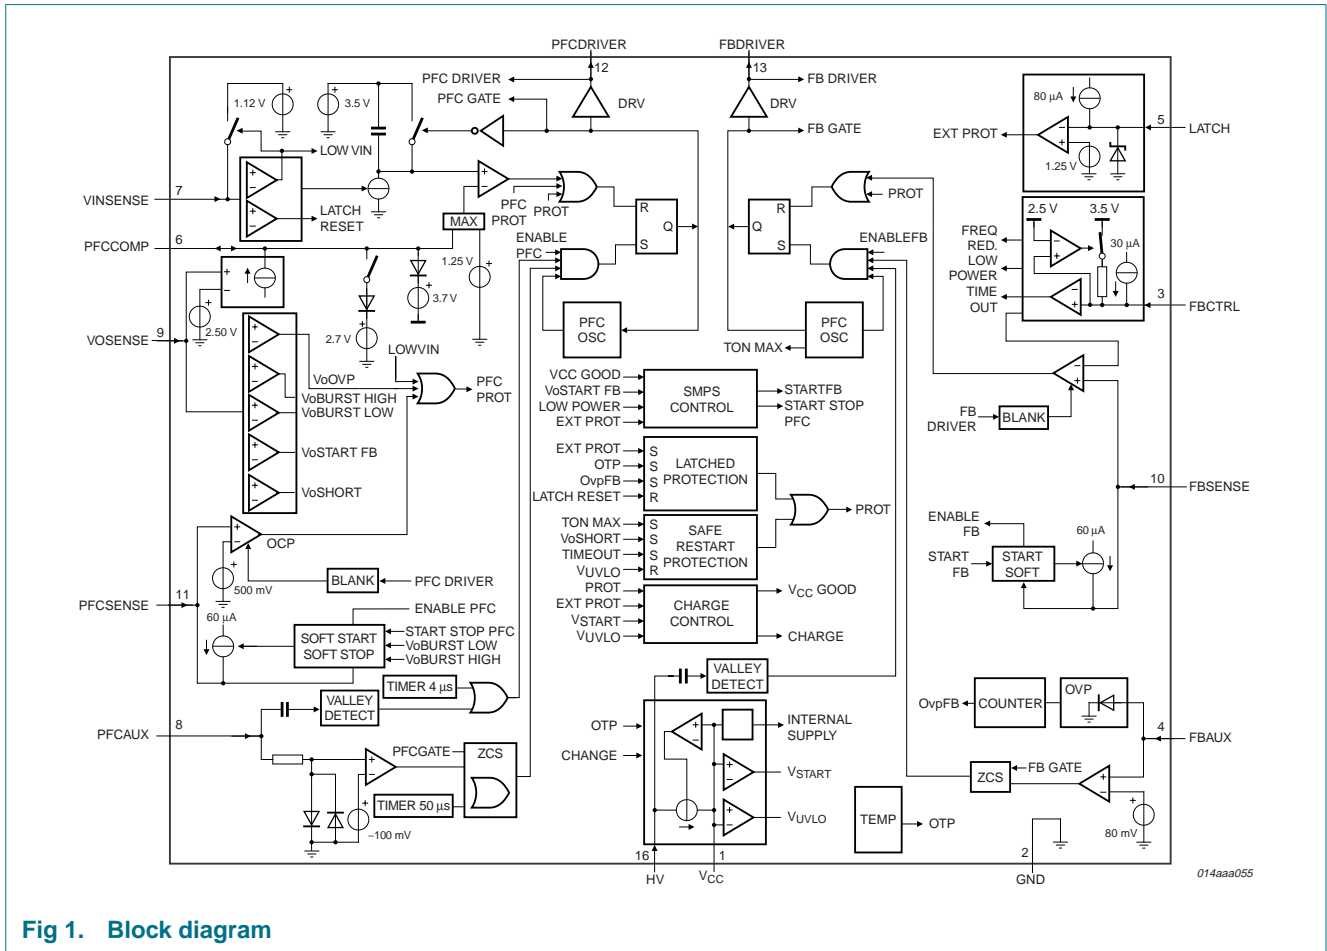 PFCDRIVER
FBDRIVER
12
13
PFC DRIVER
FB DRIVER
PFC GATE
DRV
DRV
FB GATE
1.12 V
3.5 V
LOW VIN
80 µA
EXT PROT
5
LATCH
1.25 V
VINSENSE
7
LATCH
RESET
PFC
PROT
PROT
R
Q
S
R
Q
S
PROT
MAX
2.5 V
3.5 V
FREQ
RED.
LOW
POWER
TIME
OUT
30 µA
3
FBCTRL
PFCCOMP
6
ENABLE
PFC
ENABLEFB
1.25 V
3.7 V
2.50 V
2.7 V
VOSENSE
9
PFC
OSC
TON MAX
PFC
OSC
LOWVIN
VoOVP
VoBURST HIGH
VoBURST LOW
VoSTART FB
VoSHORT
PFC
PROT
VCC GOOD
VoSTART FB
LOW POWER
EXT PROT
SMPS
CONTROL
STARTFB
START STOP
PFC
FB
DRIVER
BLANK
EXT PROT
OTP
OvpFB
LATCH RESET
S
S
S
R
LATCHED
PROTECTION
PROT
10
FBSENSE
TON MAX
VoSHORT
TIMEOUT
VUVLO
S
S
S
R
SAFE
RESTART
PROTECTION
ENABLE
FB
START
FB
START
SOFT
60 µA
OCP
500 mV
BLANK
PFC DRIVER
PFCSENSE
11
60 µA
ENABLE PFC
SOFT START
SOFT STOP
START STOP PFC
VoBURST LOW
VoBURST HIGH
PROT
EXT PROT
VSTART
VUVLO
CHARGE
CONTROL
VCC GOOD
CHARGE
TIMER 4 µs
VALLEY
DETECT
VALLEY
DETECT
PFCAUX
8
OTP
CHANGE
INTERNAL
SUPPLY
VSTART
VUVLO
OvpFB
COUNTER
OVP
4
FBAUX
PFCGATE
ZCS
TIMER 50 µs
–100 mV
ZCS
FB GATE
80 mV
TEMP
OTP
16
1
2
HV
VCC
GND
014aaa055
Fig 1. Block diagram
+
−
+
−
+
−
+
−
+
−
+
−
+
−
+
−
+
−
+
−
+
−
+
−
+
−
+
−
+
−
+
−
+
−
+
−
+
−
+
+
+
+
+
+
+
+
+
+